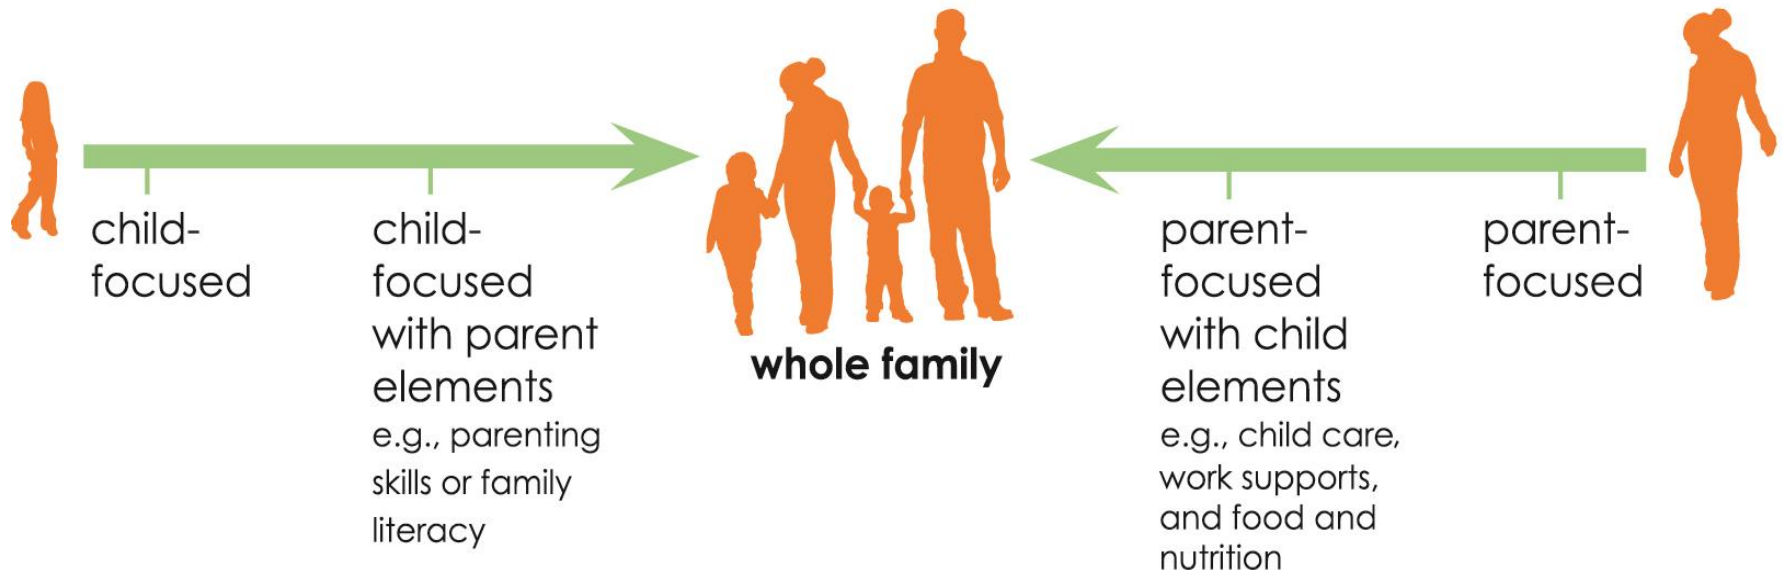 child-
focused
child-
focused
with parent
elements
e.g., parenting
skills or family
literacy
whole family
parent-
focused
with child
elements
e.g., child care,
work supports,
and food and
nutrition
parent-
focused